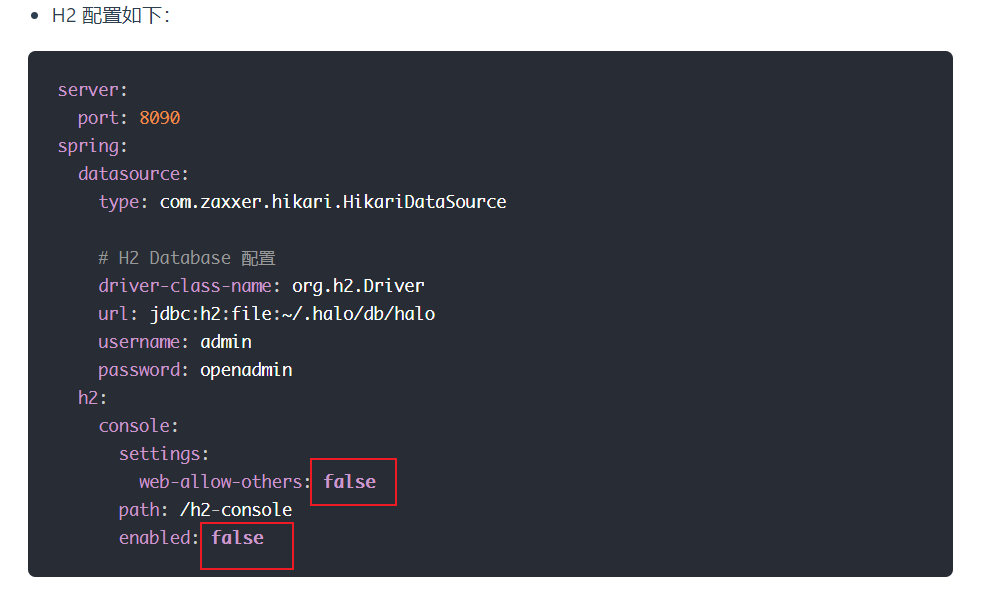 • H2 配置如下：
server:
  port: 8090
spring:
  datasource:
    type: com.zaxxer.hikari.HikariDataSource

    # H2 Database 配置
    driver-class-name: org.h2.Driver
    url: jdbc:h2:file:~/.halo/db/halo
    username: admin
    password: openadmin
  h2:
    console:
      settings:
        web-allow-others: false
      path: /h2-console
      enabled: false